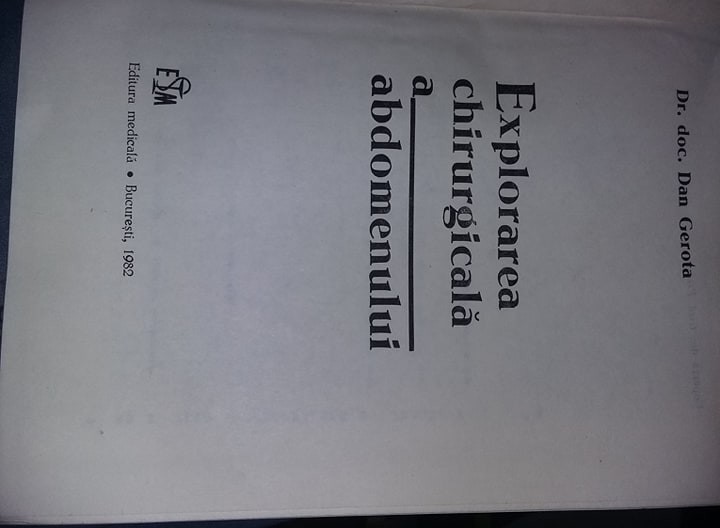 Dr. doc. Dan Gerota
Explorarea
chirurgicală
a
abdomenului
ESM
Editura medicală • București, 1982